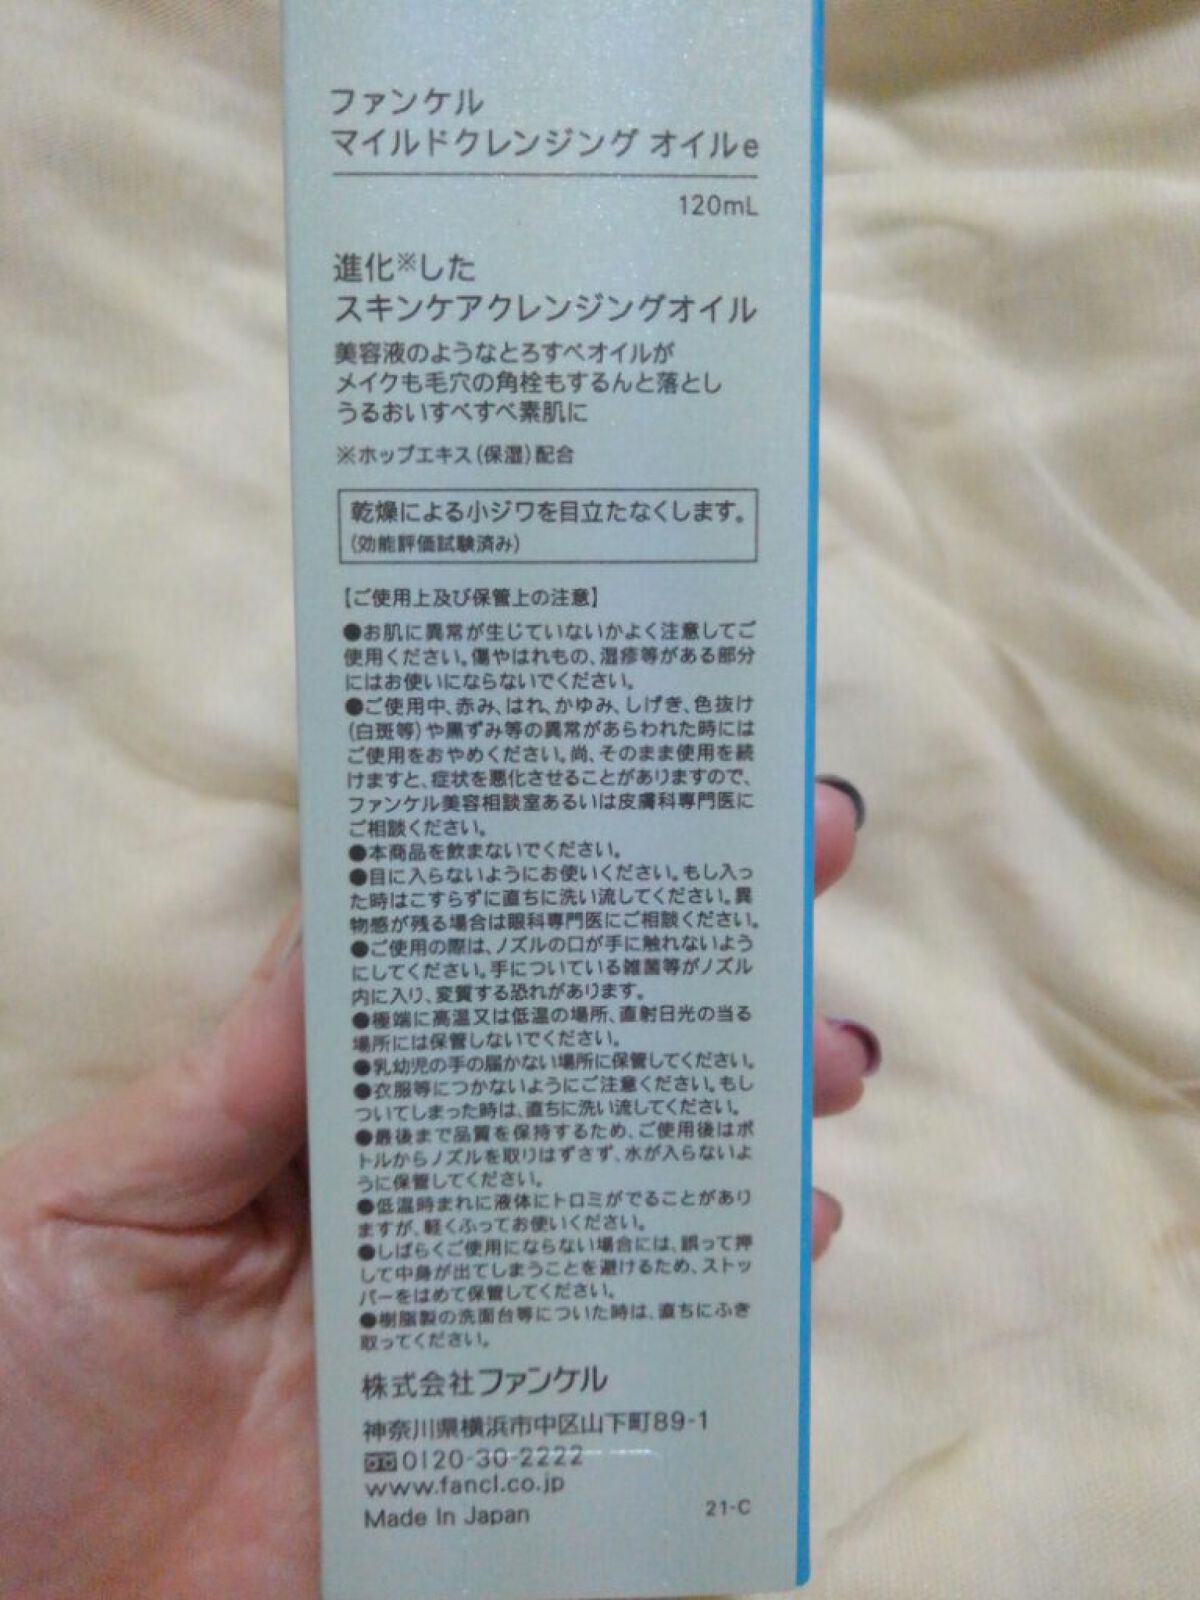 ファンケル
マイルドクレンジング オイルe
120mL
進化※した
スキンケアクレンジングオイル
美容液のようなとろすべオイルが
メイクも毛穴の角栓もするんと落とし
うるおいすべすべ素肌に
※ホップエキス(保湿)配合
乾燥による小ジワを目立たなくします。
(効能評価試験済み)
【ご使用上及び保管上の注意】
●お肌に異常が生じていないかよく注意してご
使用ください。傷やはれもの、湿疹等がある部分
にはお使いにならないでください。
●ご使用中、赤み、はれ、かゆみ、しげき、色抜け
(白斑等)や黒ずみ等の異常があらわれた時には
ご使用をおやめください。尚、そのまま使用を続
けますと、症状を悪化させることがありますので、
ファンケル美容相談室あるいは皮膚科専門医に
ご相談ください。
●本商品を飲まないでください。
●目に入らないようにお使いください。もし入っ
た時はこすらずに直ちに洗い流してください。異
物感が残る場合は眼科専門医にご相談ください。
●ご使用の際は、ノズルの口が手に触れないよう
にしてください。手についている雑菌等がノズル
内に入り、変質する恐れがあります。
●極端に高温又は低温の場所、直射日光の当る
場所には保管しないでください。
●乳幼児の手の届かない場所に保管してください。
●衣服等につかないようにご注意ください。もし
ついてしまった時は、直ちに洗い流してください。
●最後まで品質を保持するため、ご使用後はボ
トルからノズルを取りはずさず、水が入らないよ
うに保管してください。
●低温時まれに液体にトロミがでることがあり
ますが、軽くふってお使いください。
●しばらくご使用にならない場合には、誤って押
して中身が出てしまうことを避けるため、ストッ
パーをはめて保管してください。
●樹脂製の洗面台等についた時は、直ちにふき
取ってください。
株式会社ファンケル
神奈川県横浜市中区山下町89-1
0120-30-2222
www.fancl.co.jp
Made In Japan
21-C